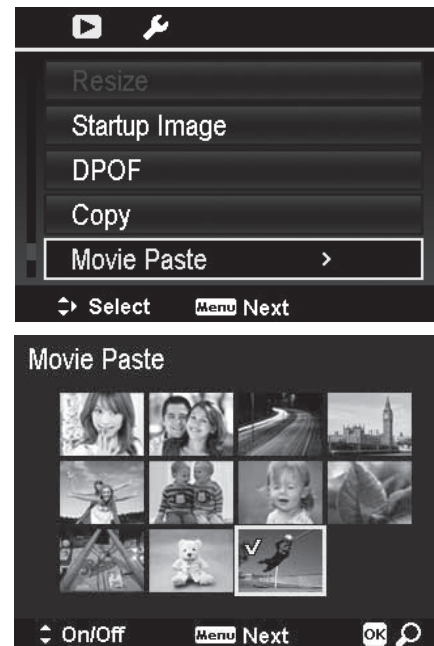 Resize
Startup Image
DPOF
Copy
Movie Paste >
Select Menu Next
Movie Paste
On/Off Menu Next OK